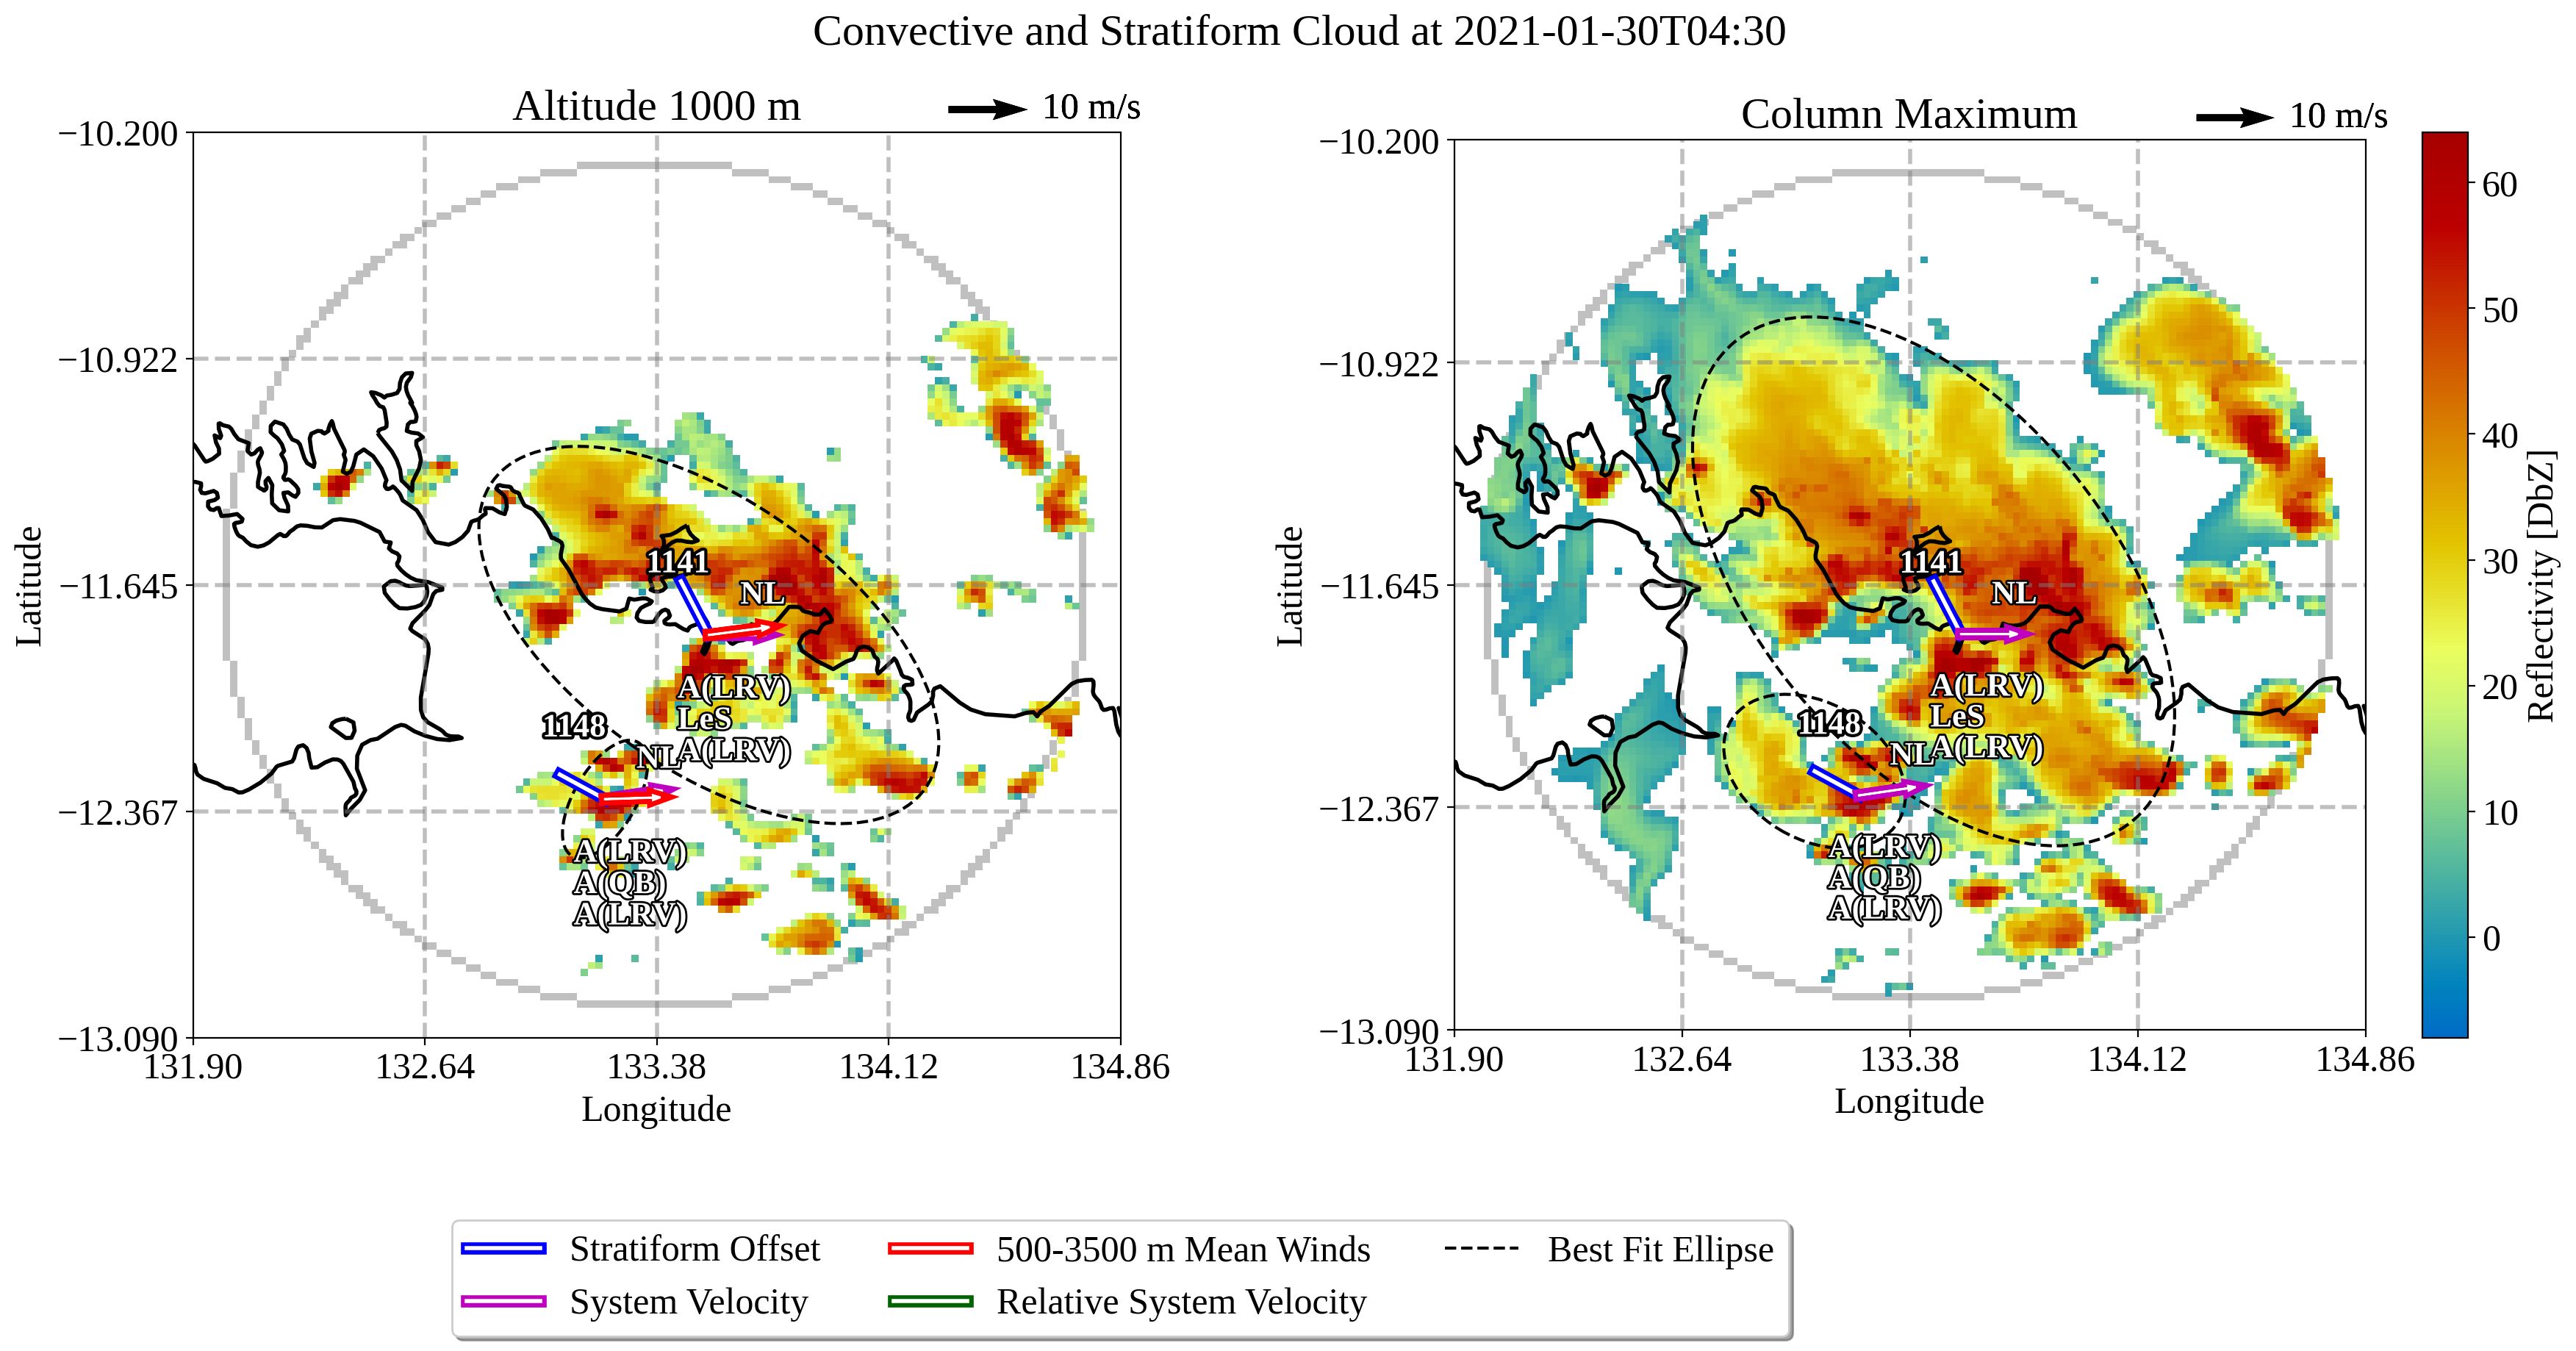 Convective and Stratiform Cloud at 2021-01-30T04:30
Altitude 1000 m
10 m/s
−10.200
−10.922
−11.645
−12.367
−13.090
131.90
132.64
133.38
134.12
134.86
Latitude
Longitude
1141
NL
A(LRV)
LeS
A(LRV)
1148
NL
A(LRV)
A(QB)
A(LRV)
Column Maximum
10 m/s
−10.200
−10.922
−11.645
−12.367
−13.090
131.90
132.64
133.38
134.12
134.86
Latitude
Longitude
1141
NL
A(LRV)
LeS
A(LRV)
1148
NL
A(LRV)
A(QB)
A(LRV)
60
50
40
30
20
10
0
Reflectivity [DbZ]
Stratiform Offset
System Velocity
500-3500 m Mean Winds
Relative System Velocity
Best Fit Ellipse